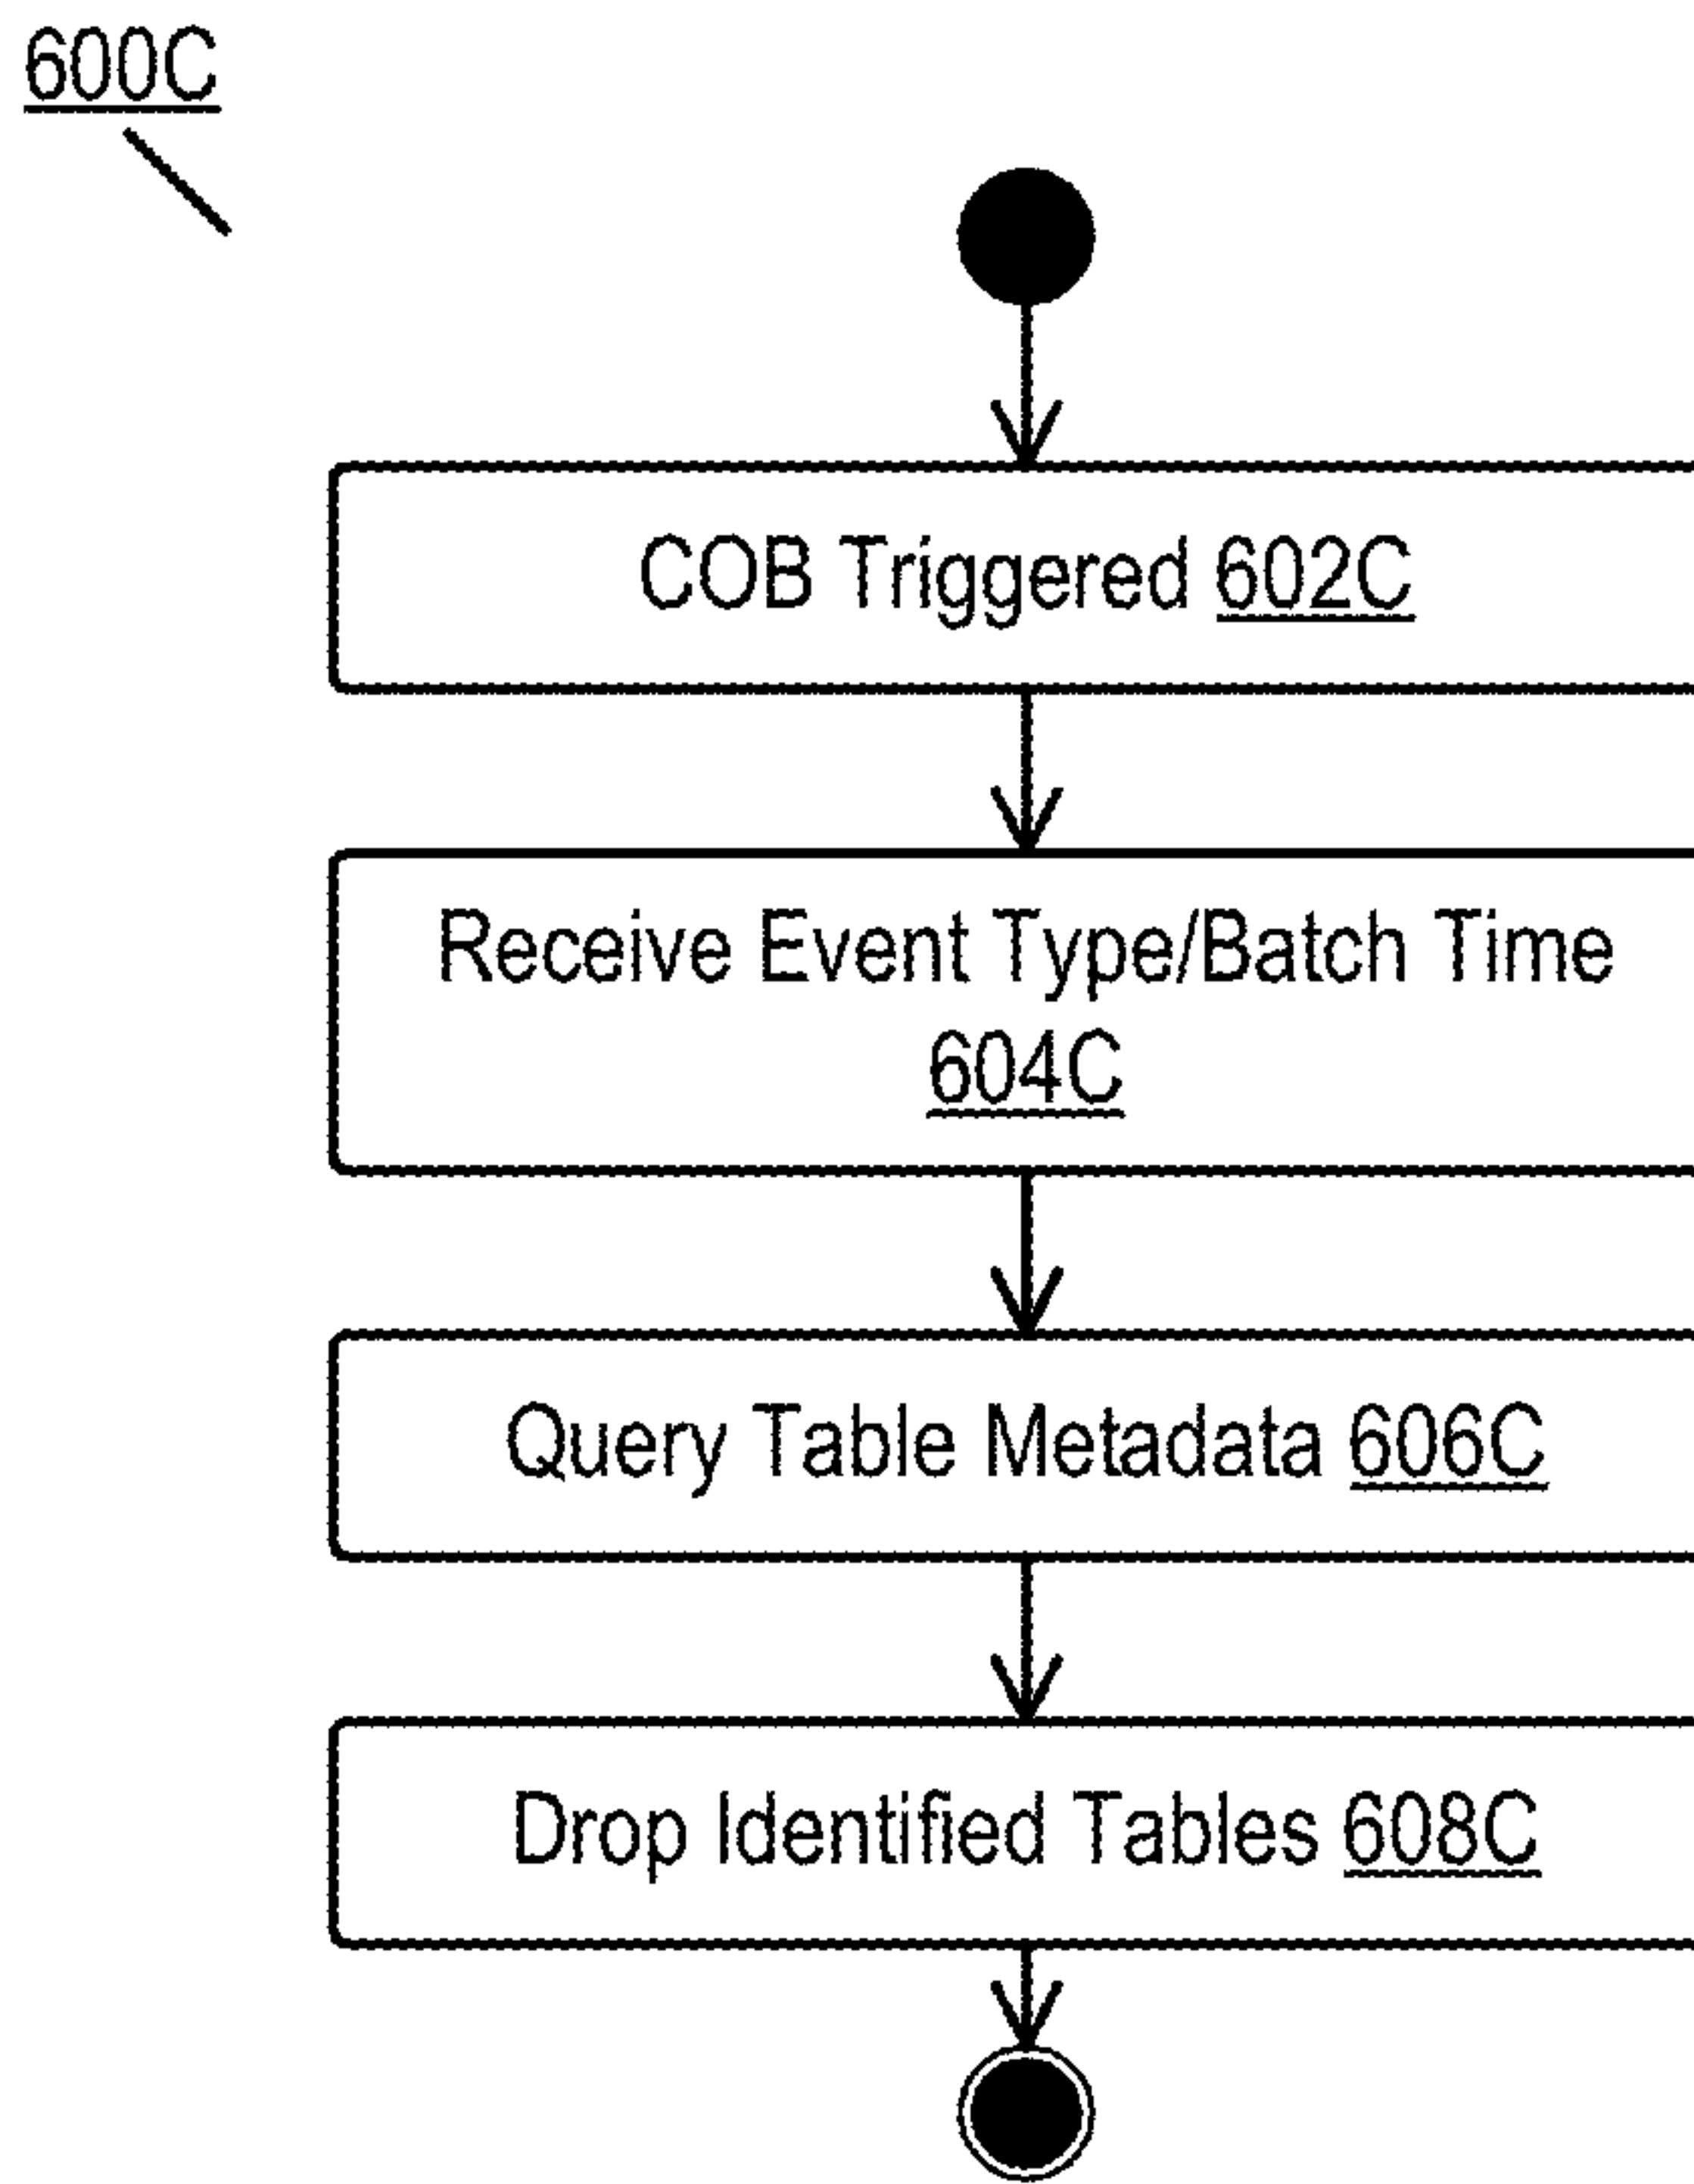 600C
COB Triggered 602C
Receive Event Type/Batch Time
604C
Query Table Metadata 606C
Drop Identified Tables 608C